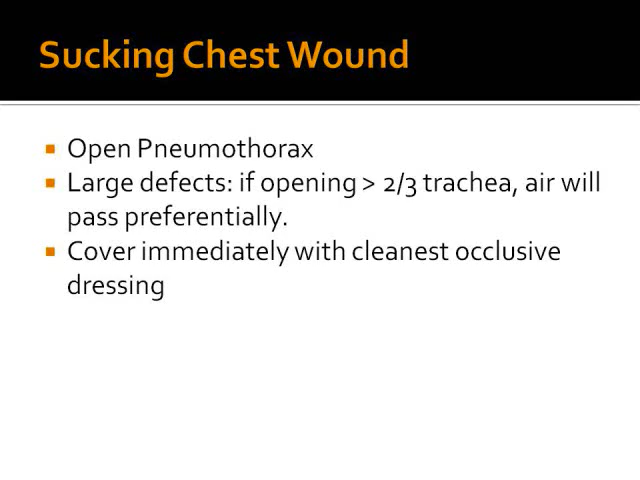 Sucking Chest Wound
Open Pneumothorax
Large defects: if opening > 2/3 trachea, air will
pass preferentially.
Cover immediately with cleanest occlusive
dressing